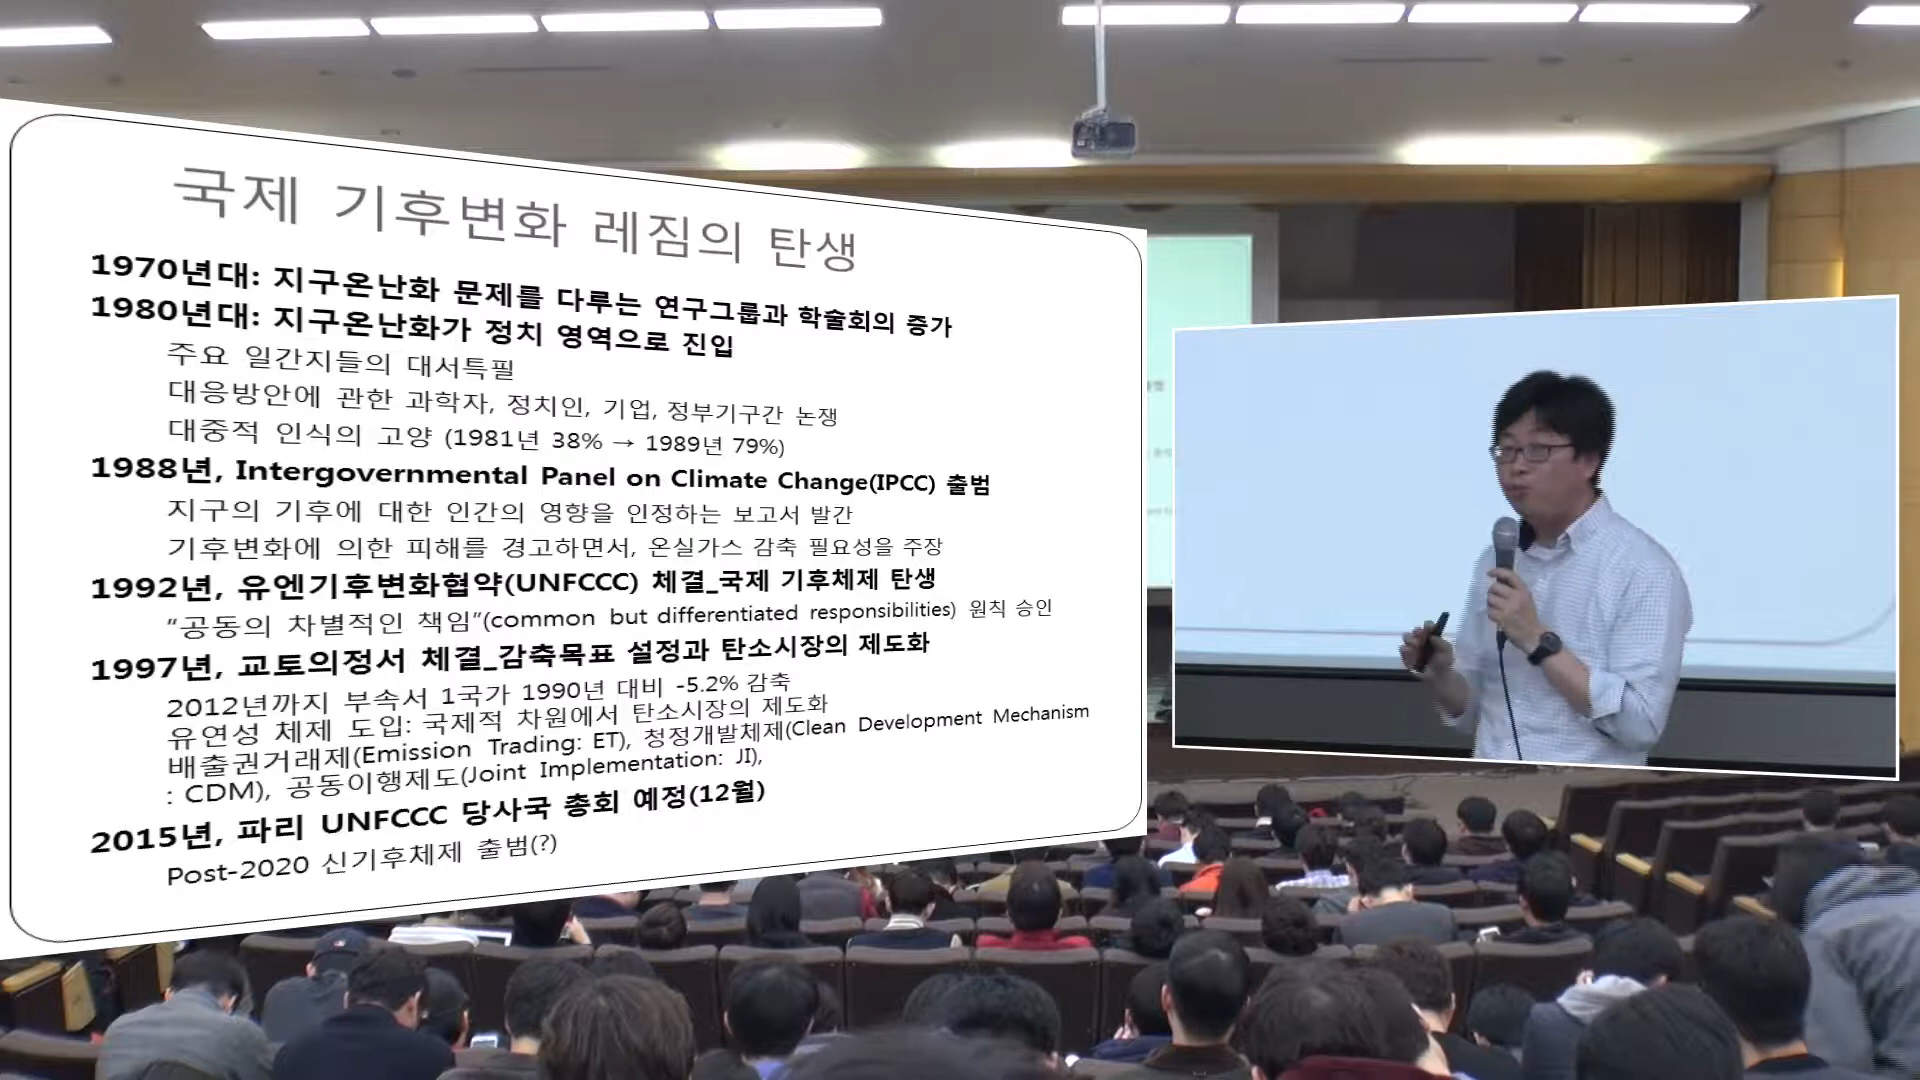 국제 기후변화 레짐의 탄생
1970년대: 지구온난화 문제를 다루는 연구그룹과 학술회의 증가
1980년대: 지구온난화가 정치 영역으로 진입
주요 일간지들의 대서특필
대응방안에 관한 과학자, 정치인, 기업, 정부기구간 논쟁
대중적 인식의 고양 (1981년 38% → 1989년 79%)
1988년, Intergovernmental Panel on Climate Change(IPCC) 출범
지구의 기후에 대한 인간의 영향을 인정하는 보고서 발간
기후변화에 의한 피해를 경고하면서, 온실가스 감축 필요성을 주장
1992년, 유엔기후변화협약(UNFCCC) 체결_국제 기후체제 탄생
“공동의 차별적인 책임”(common but differentiated responsibilities) 원칙 승인
1997년, 교토의정서 체결_감축목표 설정과 탄소시장의 제도화
2012년까지 부속서 1국가 1990년 대비 -5.2% 감축
유연성 체제 도입: 국제적 차원에서 탄소시장의 제도화
배출권거래제(Emission Trading: ET), 청정개발체제(Clean Development Mechanism
: CDM), 공동이행제도(Joint Implementation: JI),
2015년, 파리 UNFCCC 당사국 총회 예정(12월)
Post-2020 신기후체제 출범(?)